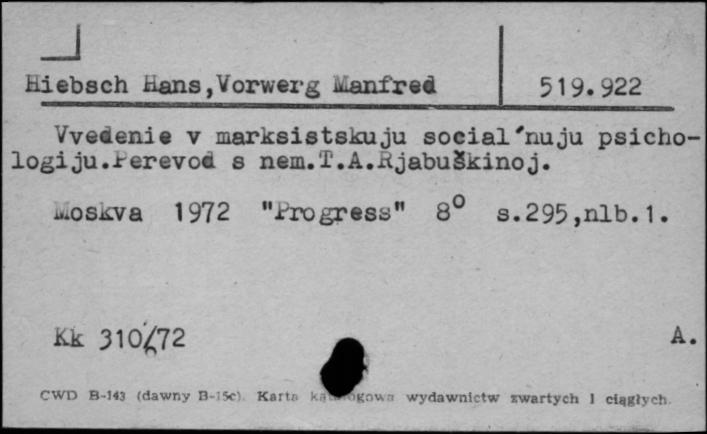 Hiebsch Hans,Vorwerg Manfred 519.922
Vvedenie v marksistskuju social'nuju psicho-
logiju.Perevod s nem.T.A.Rjabuškinoj.
Moskva 1972 "Progress" 8° s.295,nlb.1.
Kk 310/72 A.
CWD B-143 (dawny B-15c). Karta katalogowa wydawnictw zwartych i ciągłych.